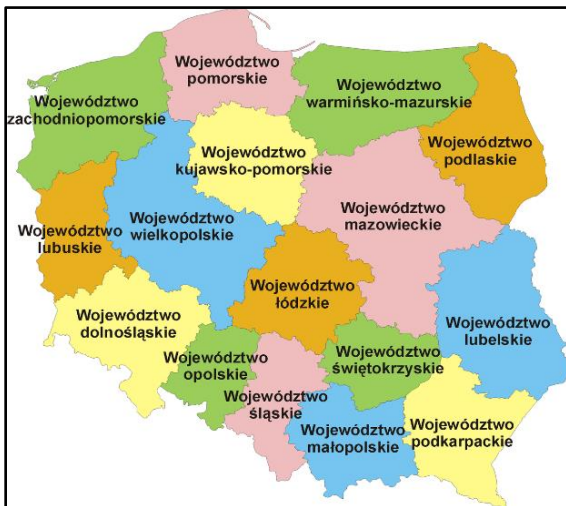 Województwo
pomorskie
Województwo
zachodniopomorskie
Województwo
warmińsko-mazurskie
Województwo
podlaskie
Województwo
kujawsko-pomorskie
Województwo
mazowieckie
Województwo
wielkopolskie
Województwo
lubuskie
Województwo
łódzkie
Województwo
dolnośląskie
Województwo
lubelskie
Województwo
opolskie
Województwo
świętokrzyskie
Województwo
śląskie
Województwo
małopolskie
Województwo
podkarpackie